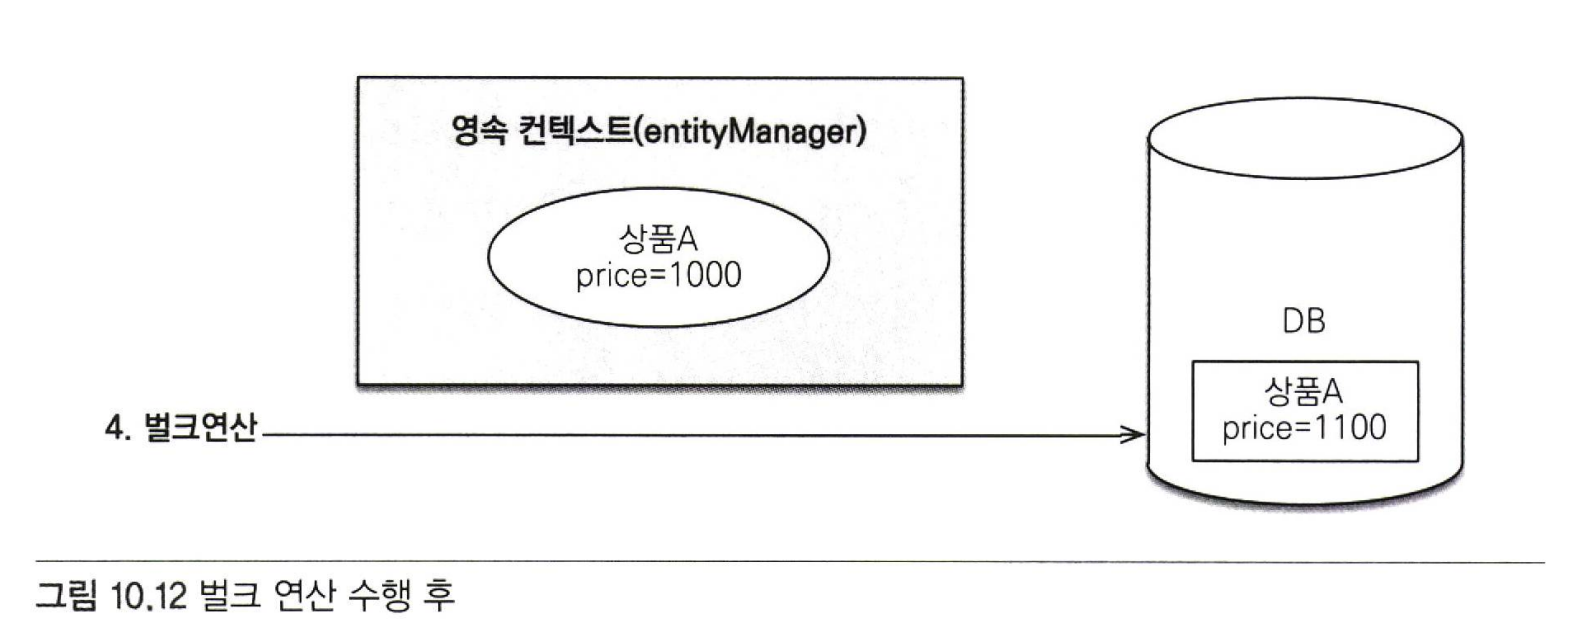 영속 컨텍스트(entityManager)
상품A
price=1000
DB
상품A
price=1100
4. 벌크연산
그림 10.12 벌크 연산 수행 후